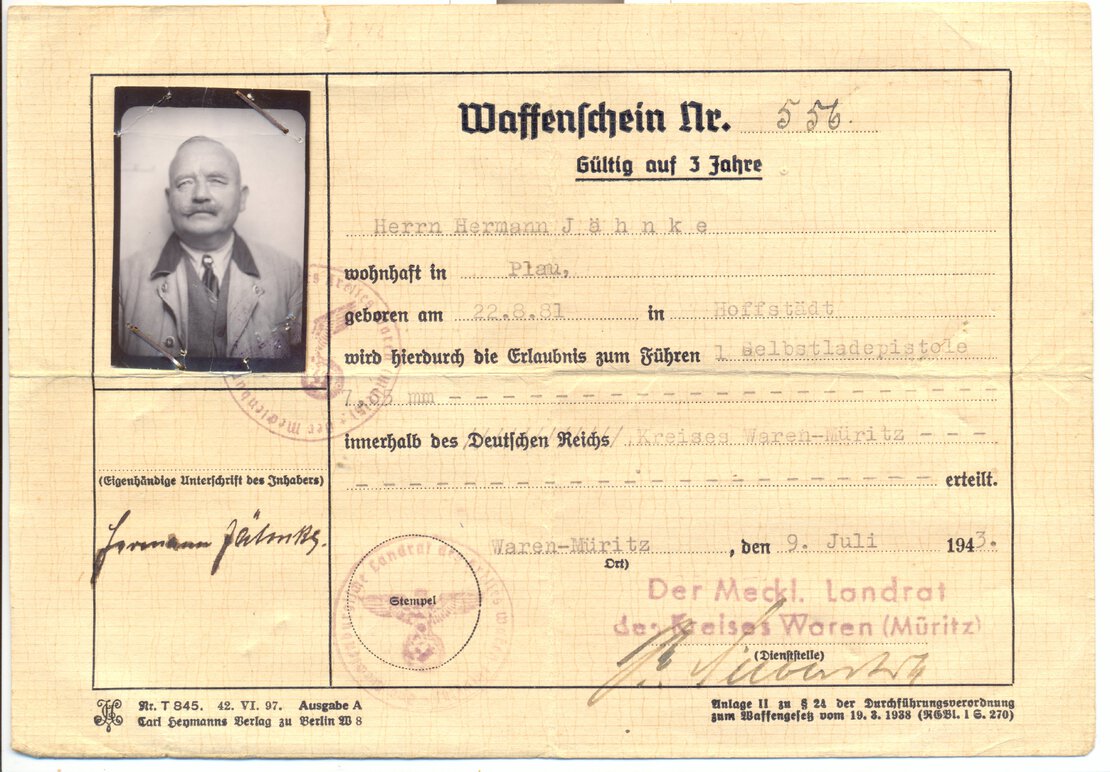 Waffenschein Nr. 556.
Gültig auf 3 Jahre
Herrn Hermann Jähnke
wohnhaft in Plau,
geboren am 22.8.81 in Hoffstädt
wird hierdurch die Erlaubnis zum Führen 1 Selbstladepistole
7,65 mm - - - - - - - - - - - - - - - - - - -
innerhalb des Deutschen Reichs Kreises Waren-Müritz - - -
- - - - - - - - - - - - - - - - - - - - - erteilt.
(Eigenhändige Unterschrift des Inhabers)
Hermann Jähnke.
Waren-Müritz, den 9. Juli 1943.
Ort)
Stempel
Der Meckl. Landrat
des Kreises Waren (Müritz)
(Dienststelle)
Nr. T 845. 42. VI. 97. Ausgabe A
Carl Heymanns Verlag zu Berlin W 8
Anlage II zu § 24 der Durchführungsverordnung
zum Waffengesetz vom 19. 3. 1938 (RGBl. I S. 270)